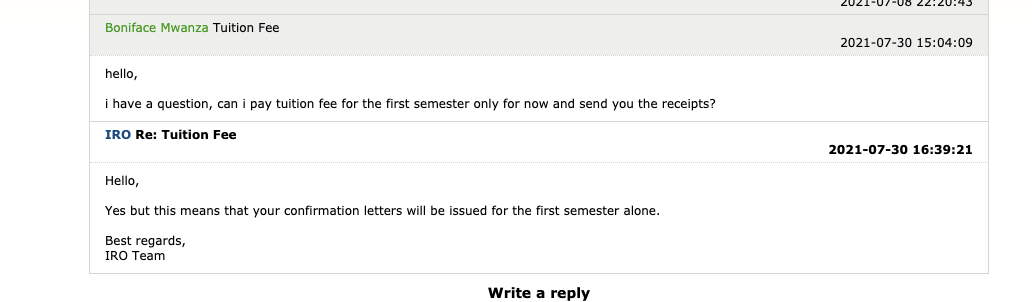 2021-07-08 22:20:43
Boniface Mwanza Tuition Fee
2021-07-30 15:04:09
hello,
i have a question, can i pay tuition fee for the first semester only for now and send you the receipts?
IRO Re: Tuition Fee
2021-07-30 16:39:21
Hello,
Yes but this means that your confirmation letters will be issued for the first semester alone.
Best regards,
IRO Team
Write a reply